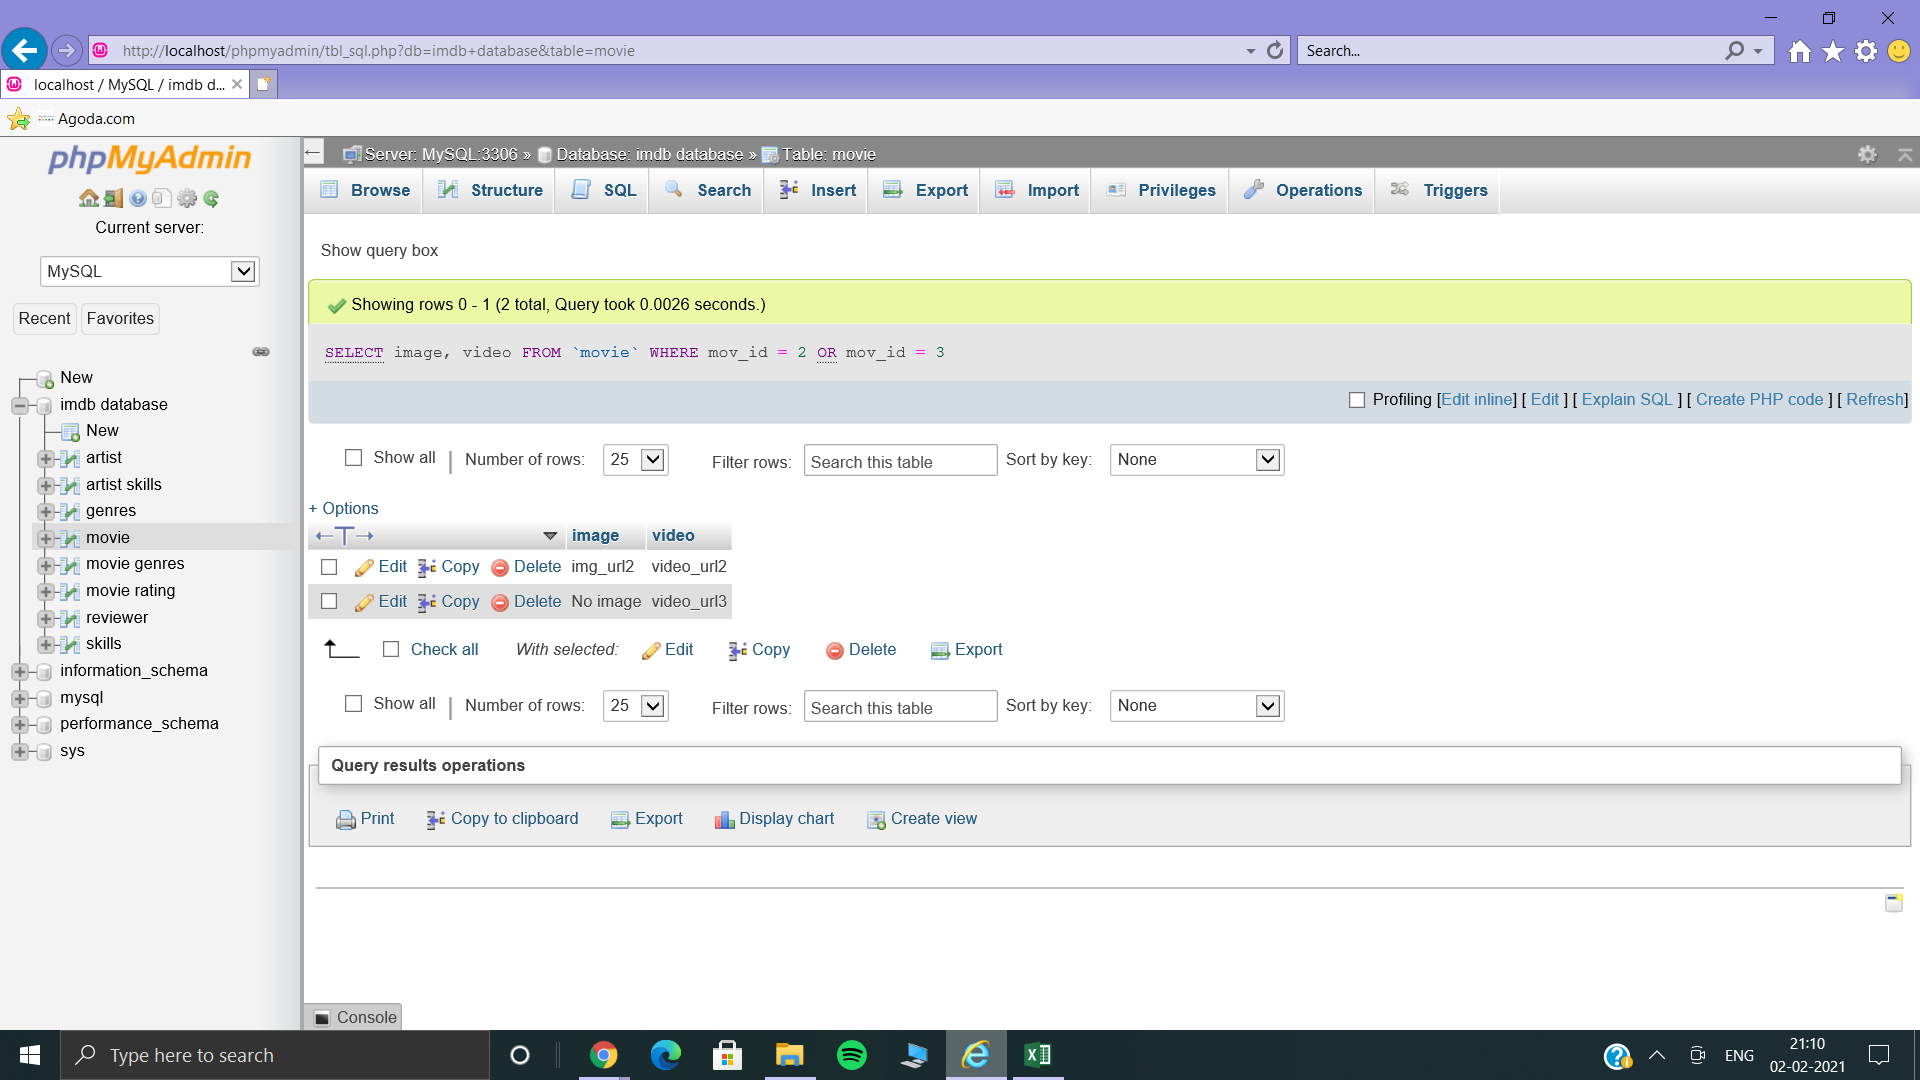 http://localhost/phpmyadmin/tbl_sql.php?db=imdb+database&table=movie
Search...
localhost / MySQL / imdb d...
Agoda.com
phpMyAdmin
Current server:
MySQL
Recent
Favorites
New
imdb database
New
artist
artist skills
genres
movie
movie genres
movie rating
reviewer
skills
information_schema
mysql
performance_schema
sys
Server: MySQL:3306 » Database: imdb database » Table: movie
Browse Structure SQL Search Insert Export Import Privileges Operations Triggers
Show query box
Showing rows 0 - 1 (2 total, Query took 0.0026 seconds.)
SELECT image, video FROM `movie` WHERE mov_id = 2 OR mov_id = 3
Profiling [Edit inline] [ Edit ] [ Explain SQL ] [ Create PHP code ] [ Refresh]
Show all | Number of rows: 25 Filter rows: Search this table Sort by key: None
+ Options
←T→ image video
Edit Copy Delete img_url2 video_url2
Edit Copy Delete No image video_url3
Check all With selected: Edit Copy Delete Export
Show all | Number of rows: 25 Filter rows: Search this table Sort by key: None
Query results operations
Print Copy to clipboard Export Display chart Create view
Console
Type here to search
ENG
21:10
02-02-2021